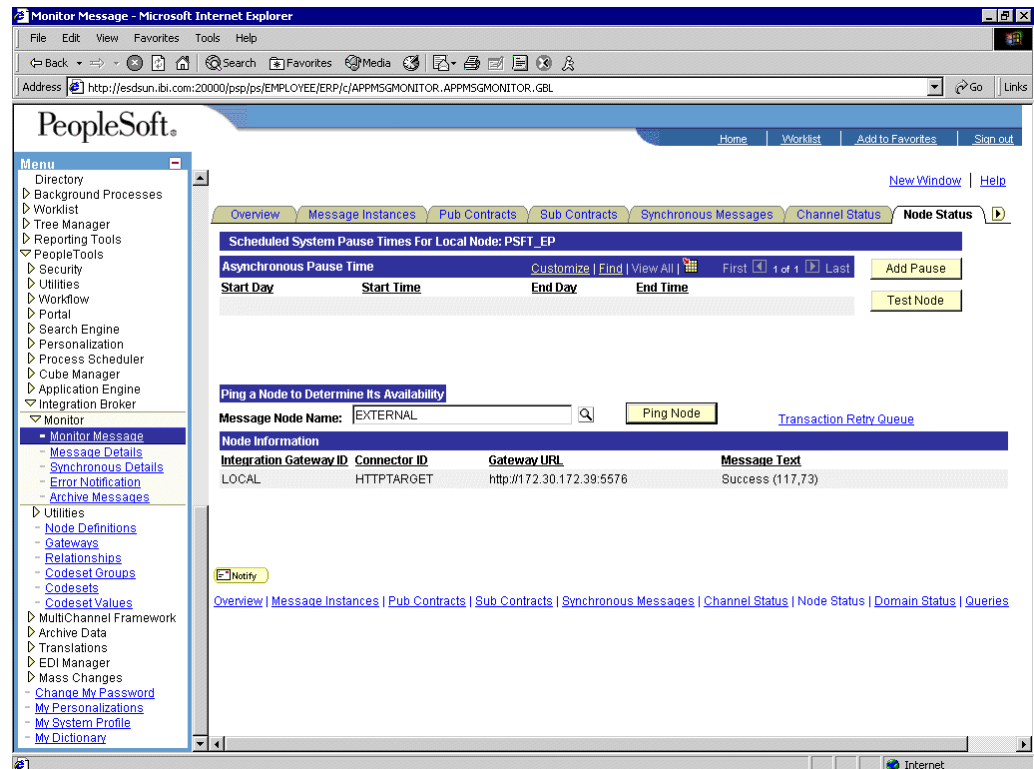 Monitor Message - Microsoft Internet Explorer
File Edit View Favorites Tools Help
Back Search Favorites Media
Address http://esdsun.ibi.com:20000/psp/ps/EMPLOYEE/ERP/c/APPMSGMONITOR.APPMSGMONITOR.GBL Go Links
PeopleSoft®
Home Worklist Add to Favorites Sign out
Menu
Directory
Background Processes
Worklist
Tree Manager
Reporting Tools
PeopleTools
Security
Utilities
Workflow
Portal
Search Engine
Personalization
Process Scheduler
Cube Manager
Application Engine
Integration Broker
Monitor
- Monitor Message
- Message Details
- Synchronous Details
- Error Notification
- Archive Messages
Utilities
- Node Definitions
- Gateways
- Relationships
- Codeset Groups
- Codesets
- Codeset Values
MultiChannel Framework
Archive Data
Translations
EDI Manager
Mass Changes
- Change My Password
- My Personalizations
- My System Profile
- My Dictionary
New Window | Help
Overview Message Instances Pub Contracts Sub Contracts Synchronous Messages Channel Status Node Status
Scheduled System Pause Times For Local Node: PSFT_EP
Asynchronous Pause Time Customize | Find | View All | First 1 of 1 Last
Add Pause
Start Day Start Time End Day End Time
Test Node
Ping a Node to Determine Its Availability
Message Node Name: EXTERNAL Ping Node Transaction Retry Queue
Node Information
Integration Gateway ID Connector ID Gateway URL Message Text
LOCAL HTTPTARGET http://172.30.172.39:5576 Success (117,73)
Notify
Overview | Message Instances | Pub Contracts | Sub Contracts | Synchronous Messages | Channel Status | Node Status | Domain Status | Queries
Internet